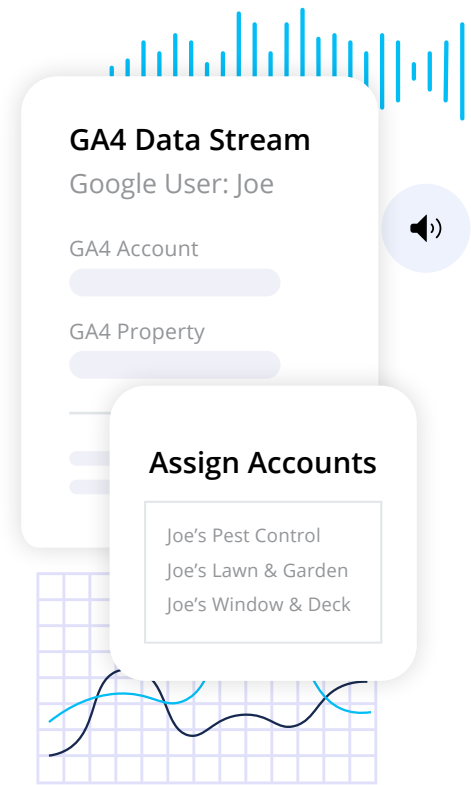 GA4 Data Stream
Google User: Joe
GA4 Account
GA4 Property
Assign Accounts
Joe’s Pest Control
Joe’s Lawn & Garden
Joe’s Window & Deck